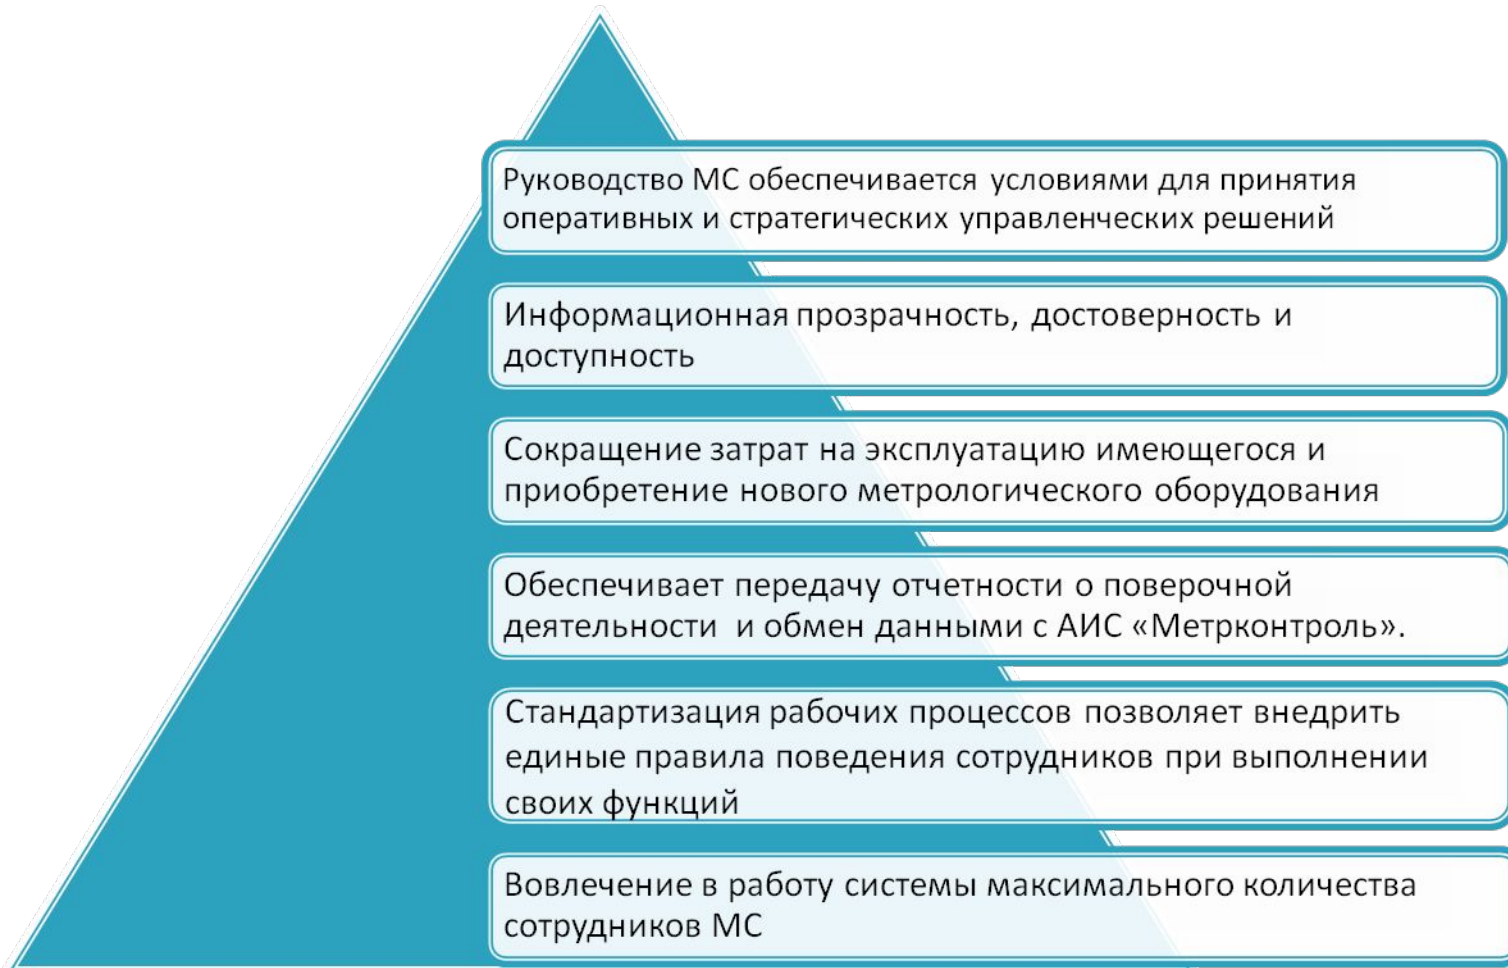 Руководство МС обеспечивается условиями для принятия
оперативных и стратегических управленческих решений
Информационная прозрачность, достоверность и
доступность
Сокращение затрат на эксплуатацию имеющегося и
приобретение нового метрологического оборудования
Обеспечивает передачу отчетности о поверочной
деятельности и обмен данными с АИС «Метрконтроль».
Стандартизация рабочих процессов позволяет внедрить
единые правила поведения сотрудников при выполнении
своих функций
Вовлечение в работу системы максимального количества
сотрудников МС